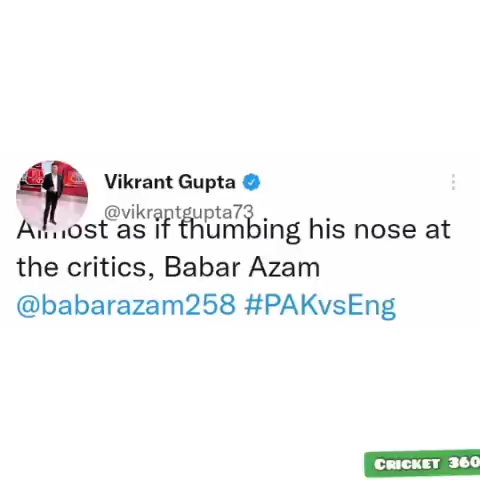 Vikrant Gupta
@vikrantgupta73
Almost as if thumbing his nose at
the critics, Babar Azam
@babarazam258 #PAKvsEng
CRICKET 360